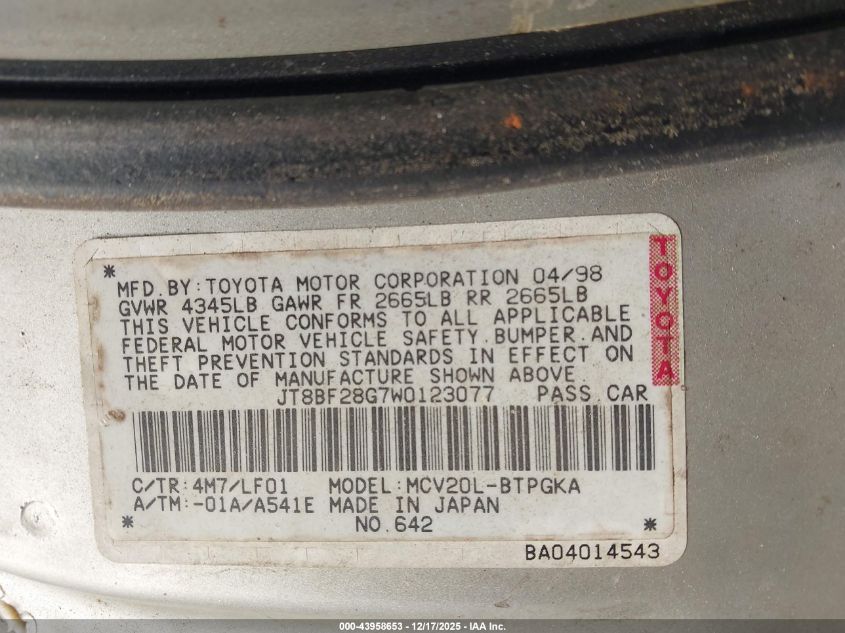 * MFD.BY:TOYOTA MOTOR CORPORATION 04/98
GVWR 4345LB GAWR FR 2665LB RR 2665LB
THIS VEHICLE CONFORMS TO ALL APPLICABLE
FEDERAL MOTOR VEHICLE SAFETY.BUMPER.AND
THEFT PREVENTION STANDARDS IN EFFECT ON
THE DATE OF MANUFACTURE SHOWN ABOVE.
JT8BF28G7W0123077 PASS.CAR
TOYOTA
C/TR:4M7/LF01 MODEL:MCV20L-BTPGKA
A/TM:-01A/A541E MADE IN JAPAN
* NO.642 *
BA04014543
000-43958653 - 12/17/2025 - IAA Inc.